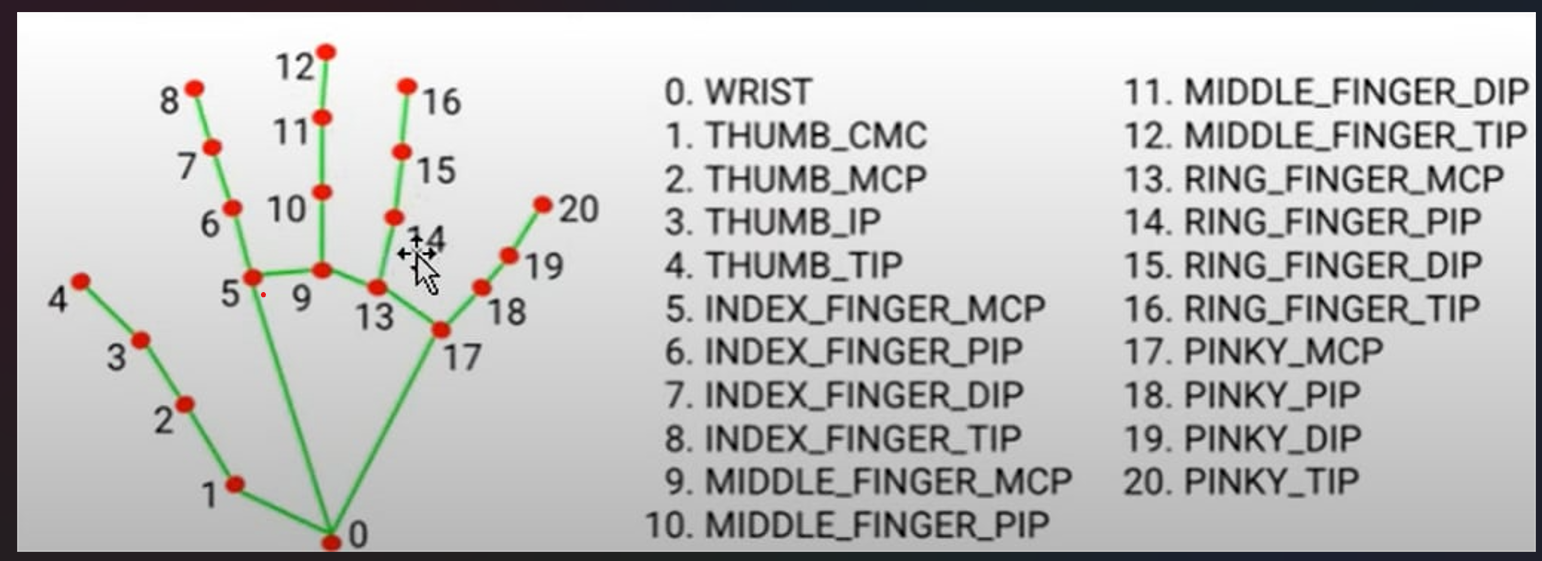 12
8
16
11
7
15
10
6
14
20
19
4
5
9
13
18
3
17
2
1
0
0. WRIST
1. THUMB_CMC
2. THUMB_MCP
3. THUMB_IP
4. THUMB_TIP
5. INDEX_FINGER_MCP
6. INDEX_FINGER_PIP
7. INDEX_FINGER_DIP
8. INDEX_FINGER_TIP
9. MIDDLE_FINGER_MCP
10. MIDDLE_FINGER_PIP
11. MIDDLE_FINGER_DIP
12. MIDDLE_FINGER_TIP
13. RING_FINGER_MCP
14. RING_FINGER_PIP
15. RING_FINGER_DIP
16. RING_FINGER_TIP
17. PINKY_MCP
18. PINKY_PIP
19. PINKY_DIP
20. PINKY_TIP